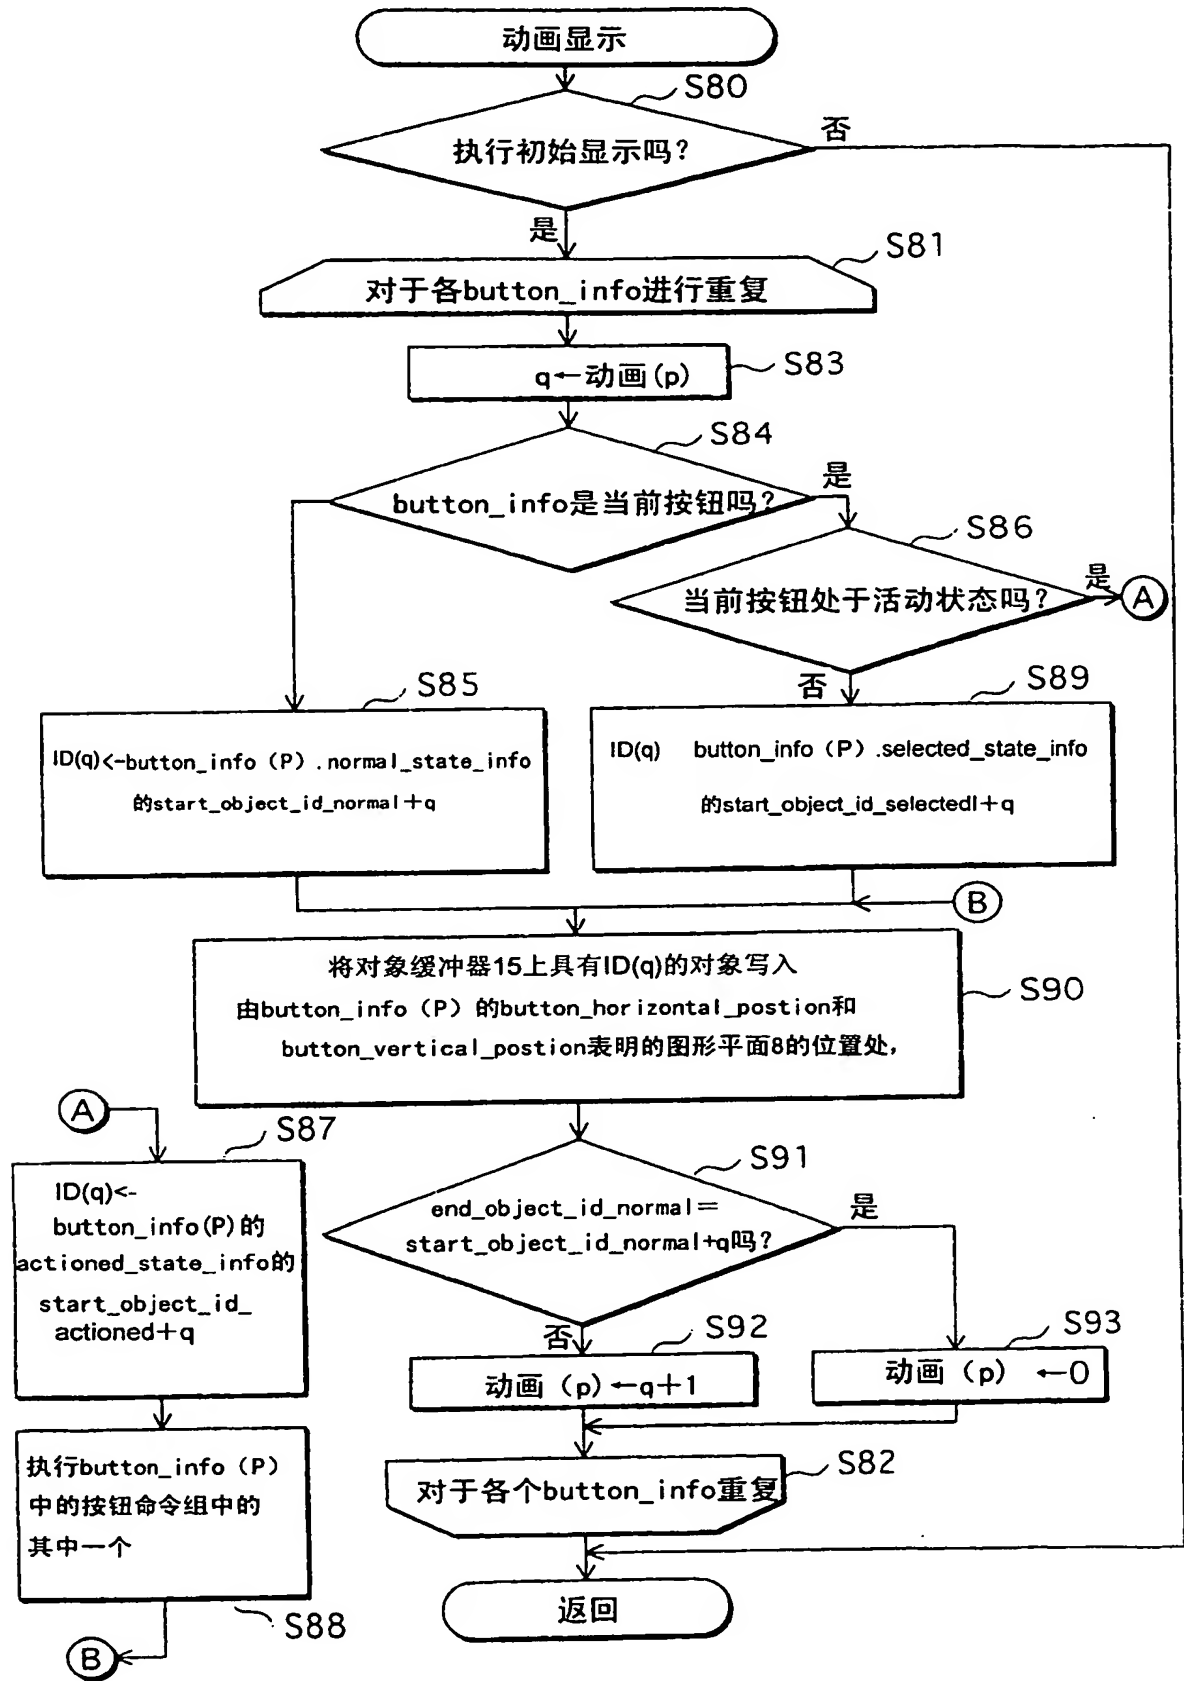 动画显示
S80
执行初始显示吗?
否
是
S81
对于各button_info进行重复
S83
q←动画(p)
S84
button_info是当前按钮吗?
是
S86
当前按钮处于活动状态吗?
是
A
否
S85
ID(q)<-button_info (P) .normal_state_info
的start_object_id_normal+q
S89
ID(q) button_info (P) .selected_state_info
的start_object_id_selectedl+q
B
S90
将对象缓冲器15上具有ID(q)的对象写入
由button_info (P) 的button_horizontal_postion和
button_vertical_postion表明的图形平面8的位置处,
A
S87
ID(q)<-
button_info(P)的
actioned_state_info的
start_object_id_
actioned+q
S91
end_object_id_normal=
start_object_id_normal+q吗?
是
否
S92
动画 (p)←q+1
S93
动画 (p) ←0
执行button_info (P)
中的按钮命令组中的
其中一个
S88
B
S82
对于各个button_info重复
返回